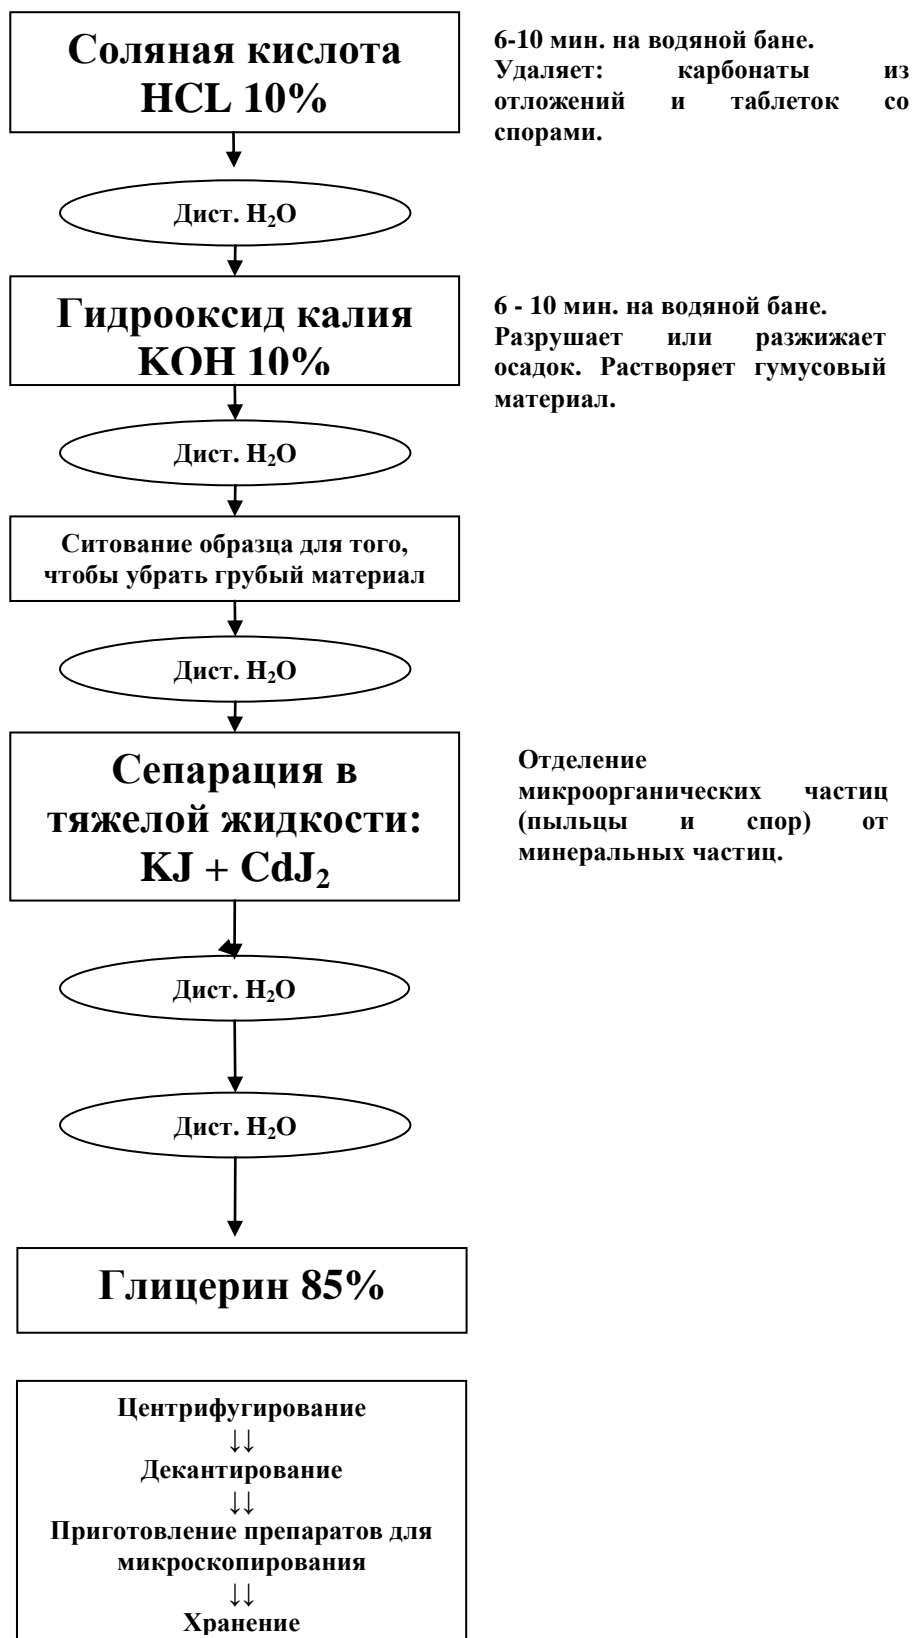 Соляная кислота
HCL 10%
6-10 мин. на водяной бане.
Удаляет: карбонаты из
отложений и таблеток со
спорами.
Дист. H₂O
Гидрооксид калия
KOH 10%
6 - 10 мин. на водяной бане.
Разрушает или разжижает
осадок. Растворяет гумусовый
материал.
Дист. H₂O
Ситование образца для того,
чтобы убрать грубый материал
Дист. H₂O
Сепарация в
тяжелой жидкости:
KJ + CdJ₂
Отделение
микроорганических частиц
(пыльцы и спор) от
минеральных частиц.
Дист. H₂O
Дист. H₂O
Глицерин 85%
Центрифугирование
↓↓
Декантирование
↓↓
Приготовление препаратов для
микроскопирования
↓↓
Хранение